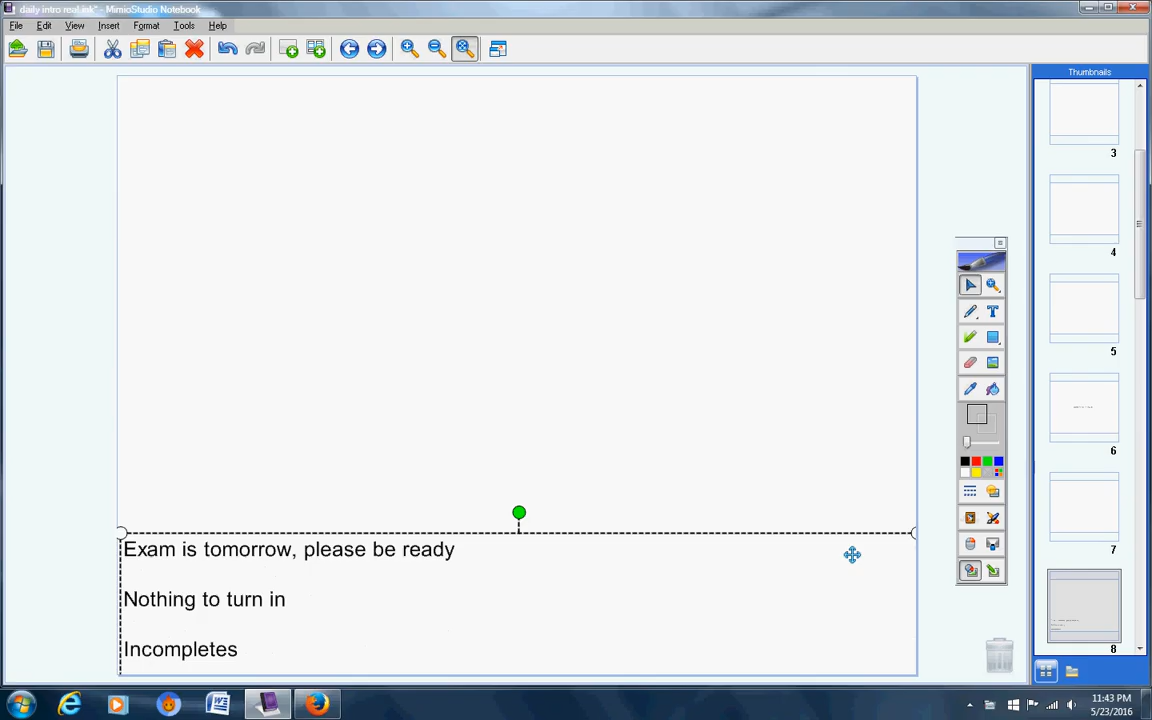 daily intro real ink* - MimioStudio Notebook
File Edit View Insert Format Tools Help
Thumbnails
3
4
5
6
7
8
Exam is tomorrow, please be ready
Nothing to turn in
Incompletes
11:43 PM
5/23/2016